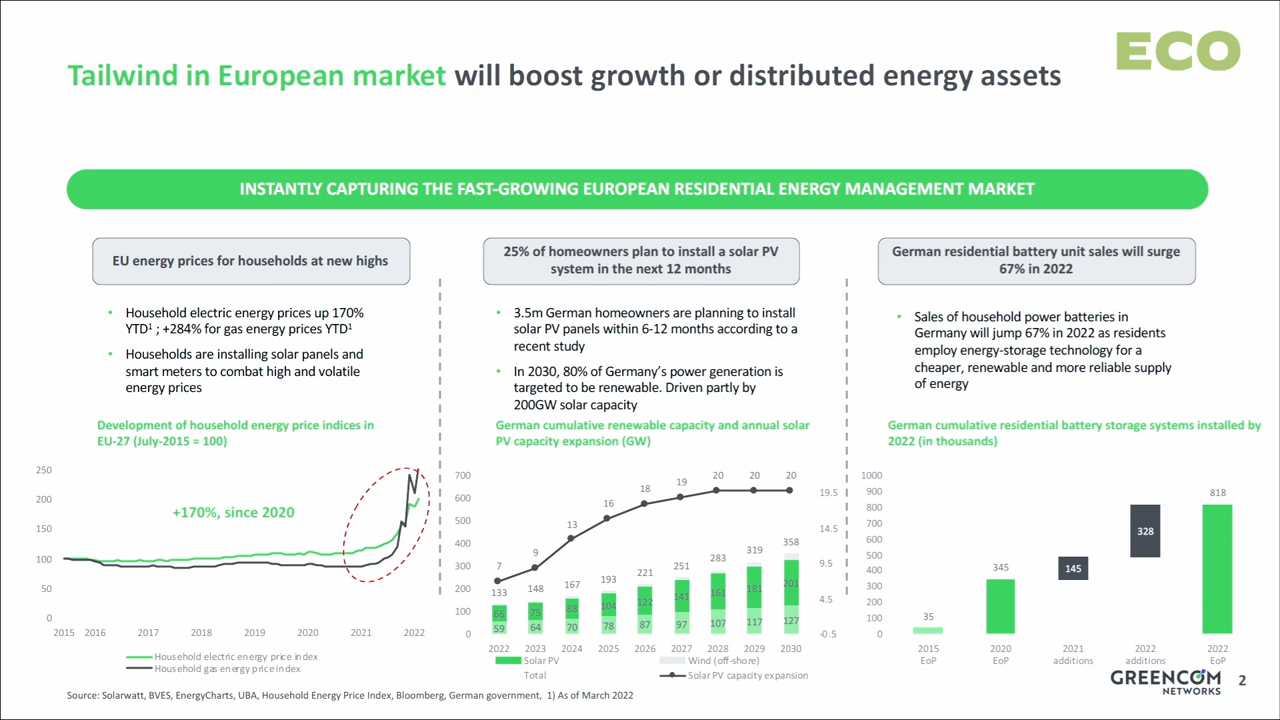 ECO
Tailwind in European market will boost growth or distributed energy assets
INSTANTLY CAPTURING THE FAST-GROWING EUROPEAN RESIDENTIAL ENERGY MANAGEMENT MARKET
EU energy prices for households at new highs
• Household electric energy prices up 170%
YTD¹ ; +284% for gas energy prices YTD¹
• Households are installing solar panels and
smart meters to combat high and volatile
energy prices
Development of household energy price indices in
EU-27 (July-2015 = 100)
250
200
150
100
50
0
+170%, since 2020
2015 2016 2017 2018 2019 2020 2021 2022
Household electric energy price index
Household gas energy price index
25% of homeowners plan to install a solar PV
system in the next 12 months
• 3.5m German homeowners are planning to install
solar PV panels within 6-12 months according to a
recent study
• In 2030, 80% of Germany's power generation is
targeted to be renewable. Driven partly by
200GW solar capacity
German cumulative renewable capacity and annual solar
PV capacity expansion (GW)
700
600
500
400
300
200
100
0
7 9 13 16 18 19 20 20 20
133 148 167 193 221 251 283 319 358
66 75 88 104 122 141 161 181 201
59 64 70 78 87 97 107 117 127
19.5
14.5
9.5
4.5
-0.5
2022 2023 2024 2025 2026 2027 2028 2029 2030
Solar PV Wind (off-shore)
Total Solar PV capacity expansion
German residential battery unit sales will surge
67% in 2022
• Sales of household power batteries in
Germany will jump 67% in 2022 as residents
employ energy-storage technology for a
cheaper, renewable and more reliable supply
of energy
German cumulative residential battery storage systems installed by
2022 (in thousands)
1000
900
800
700
600
500
400
300
200
100
0
35 345 145 328 818
2015 2020 2021 2022 2022
EoP EoP additions additions EoP
Source: Solarwatt, BVES, EnergyCharts, UBA, Household Energy Price Index, Bloomberg, German government, 1) As of March 2022
GREENCOM
NETWORKS
2